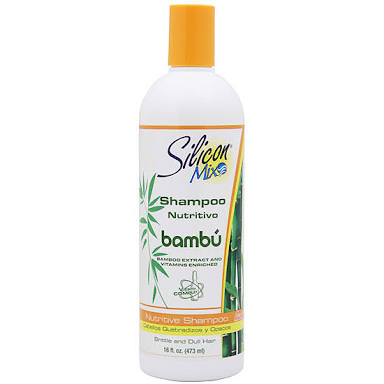 Silicon
Mix
Shampoo
Nutritivo
bambú
BAMBOO EXTRACT AND
VITAMINS ENRICHED
Nutritive Shampoo
Cabellos Quebradizos y Opacos
Brittle and Dull Hair
16 fl. oz. (473 ml)